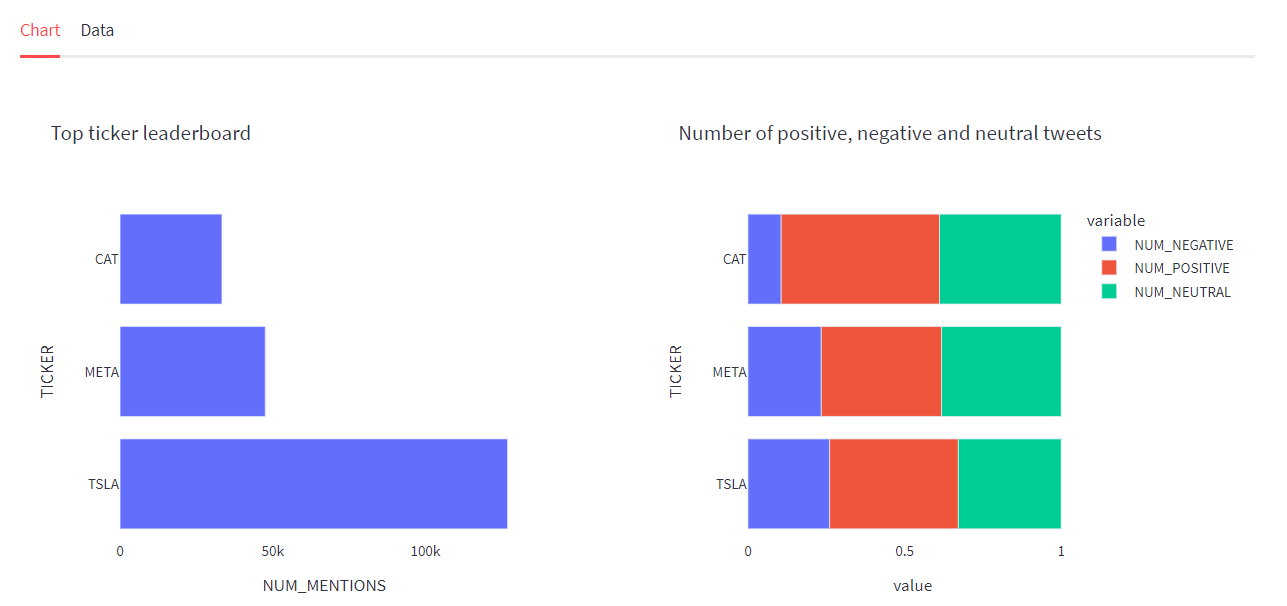 Chart Data
Top ticker leaderboard
CAT
META
TSLA
TICKER
0 50k 100k
NUM_MENTIONS
Number of positive, negative and neutral tweets
CAT
META
TSLA
TICKER
0 0.5 1
value
variable
NUM_NEGATIVE
NUM_POSITIVE
NUM_NEUTRAL